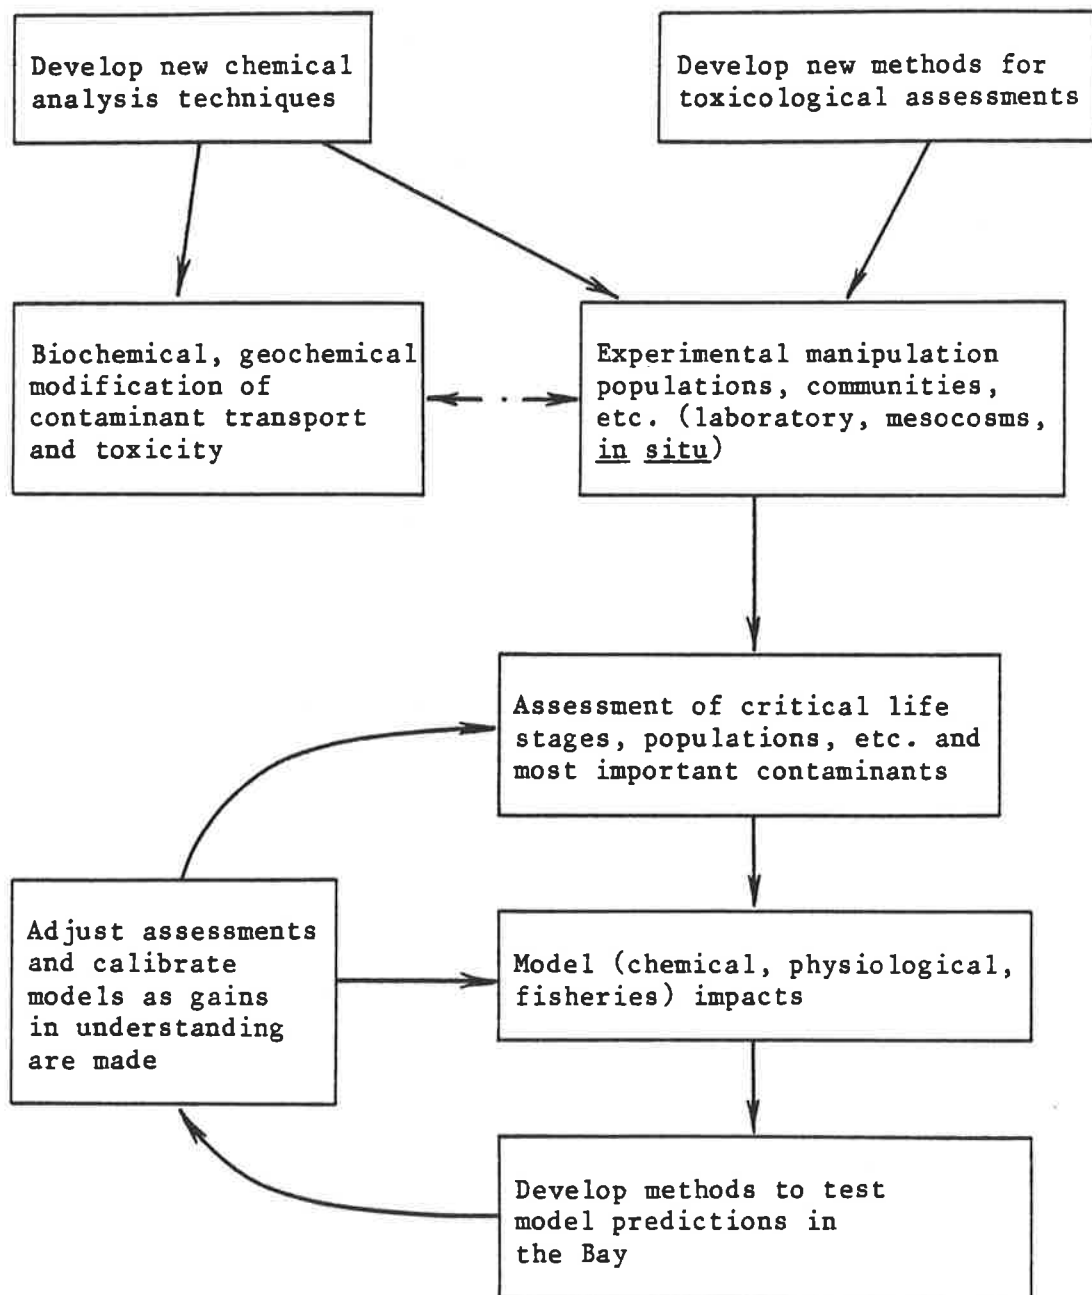 Develop new chemical
analysis techniques
Develop new methods for
toxicological assessments
Biochemical, geochemical
modification of
contaminant transport
and toxicity
Experimental manipulation
populations, communities,
etc. (laboratory, mesocosms,
in situ)
Assessment of critical life
stages, populations, etc. and
most important contaminants
Adjust assessments
and calibrate
models as gains
in understanding
are made
Model (chemical, physiological,
fisheries) impacts
Develop methods to test
model predictions in
the Bay